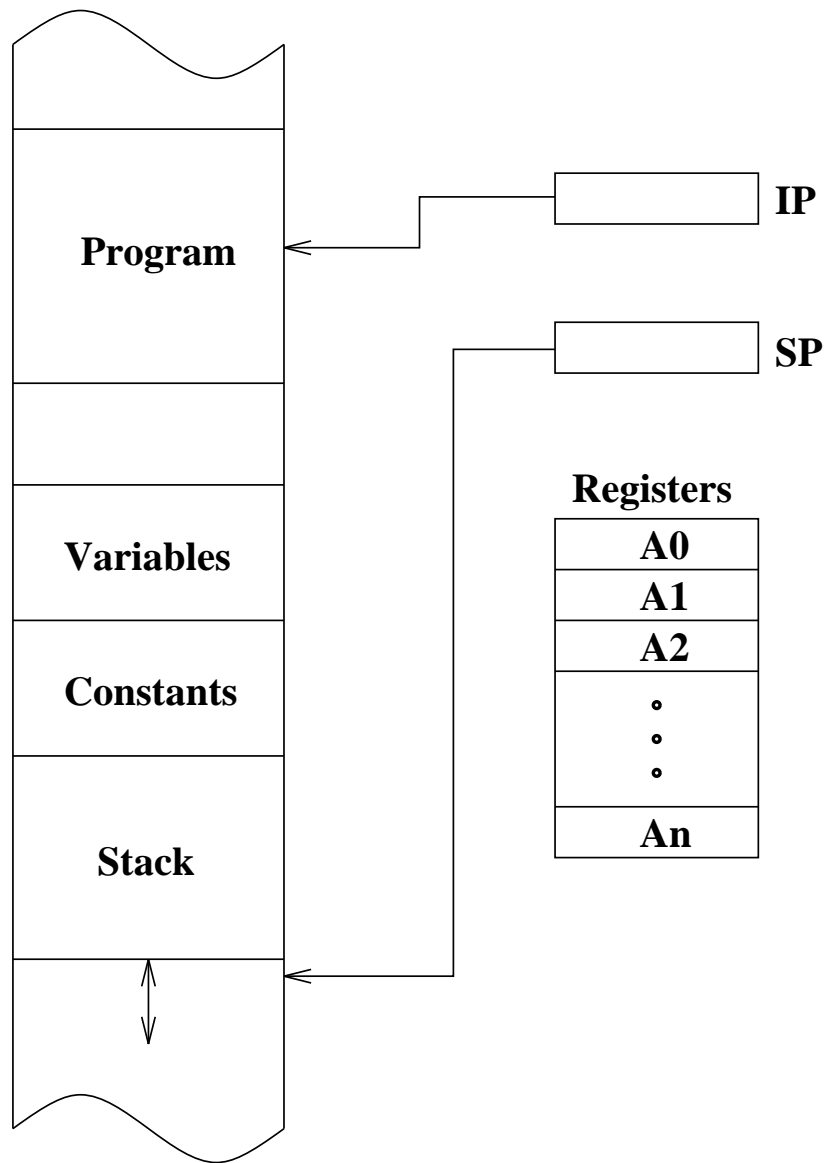 Program
Variables
Constants
Stack
IP
SP
Registers
A0
A1
A2
An